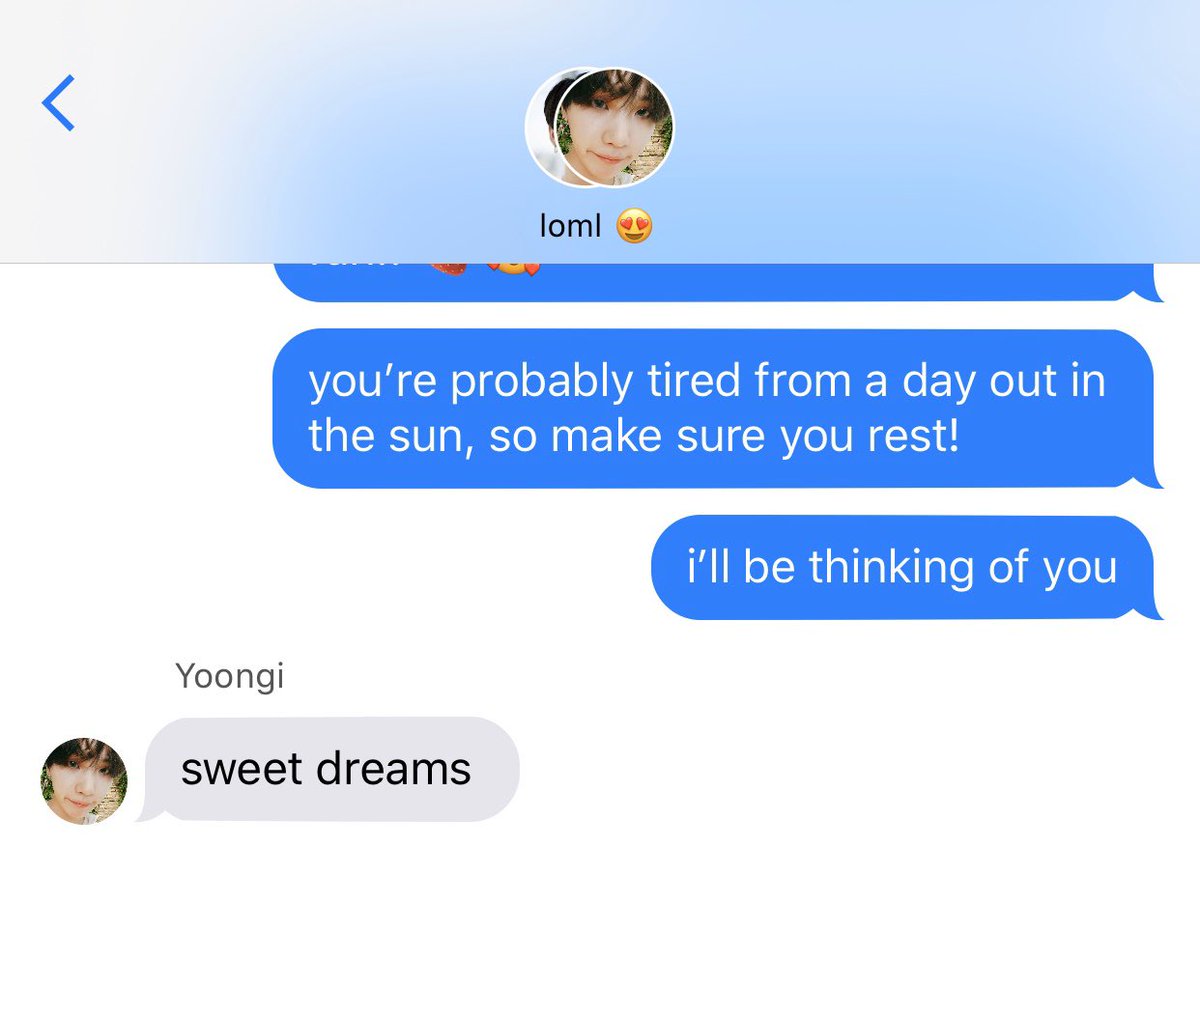 loml 😍
you’re probably tired from a day out in
the sun, so make sure you rest!
i’ll be thinking of you
Yoongi
sweet dreams